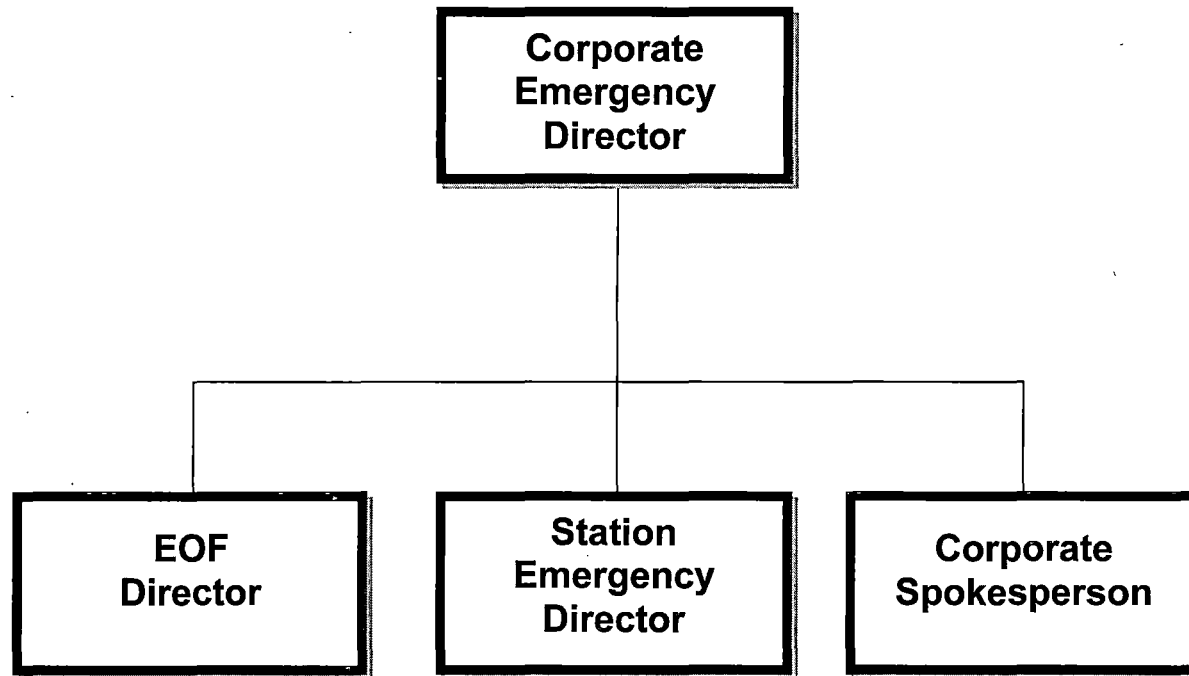 Corporate
Emergency
Director
EOF
Director
Station
Emergency
Director
Corporate
Spokesperson